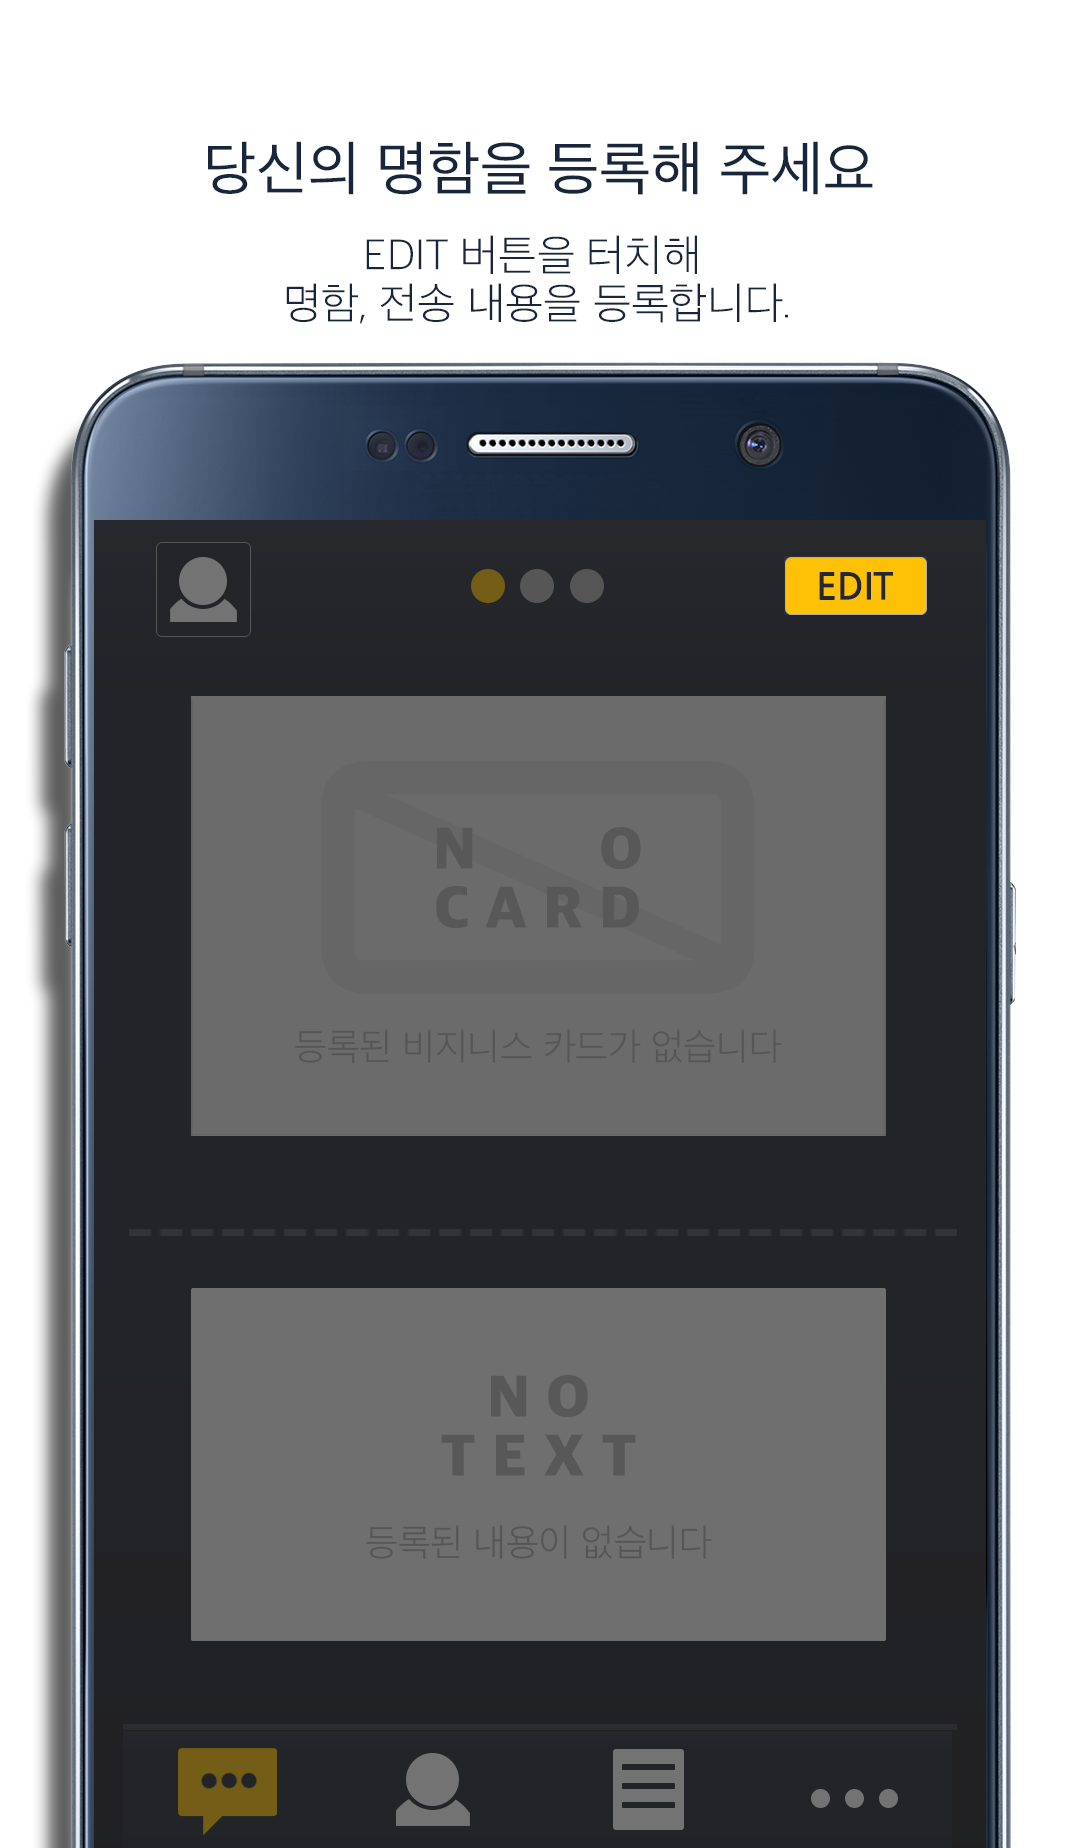 당신의 명함을 등록해 주세요
EDIT 버튼을 터치해
명함, 전송 내용을 등록합니다.
EDIT
NO
CARD
등록된 비지니스 카드가 없습니다
NO
TEXT
등록된 내용이 없습니다